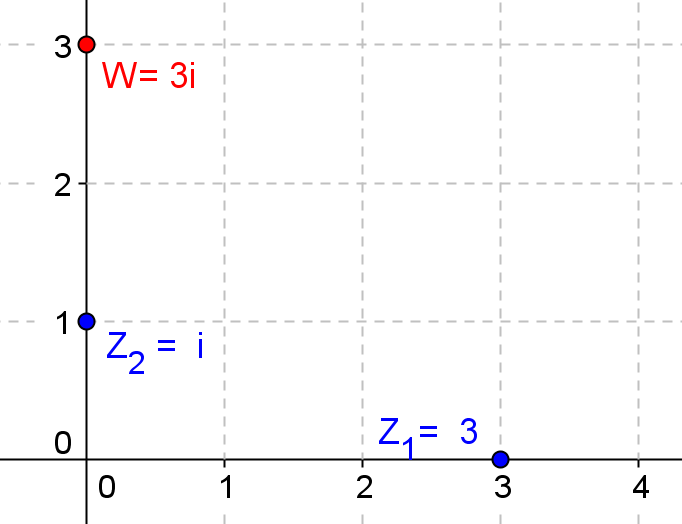 3
W= 3i
2
1
Z₂ = i
0
Z₁= 3
0 1 2 3 4